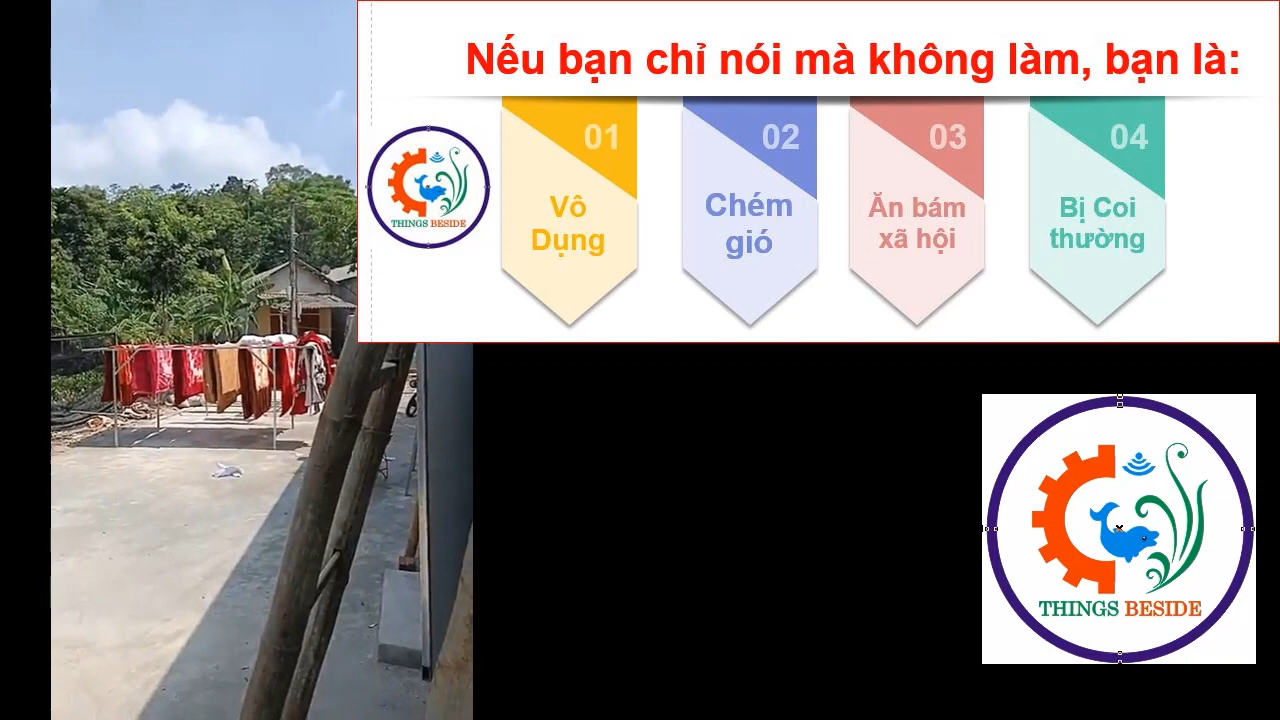 Nếu bạn chỉ nói mà không làm, bạn là:
01
Vô
Dụng
02
Chém
gió
03
Ăn bám
xã hội
04
Bị Coi
thường
THINGS BESIDE
THINGS BESIDE